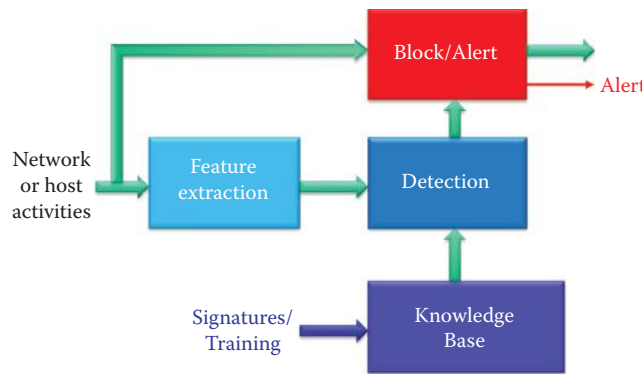 Block/Alert
Alert
Network
or host
activities
Feature
extraction
Detection
Signatures/
Training
Knowledge
Base